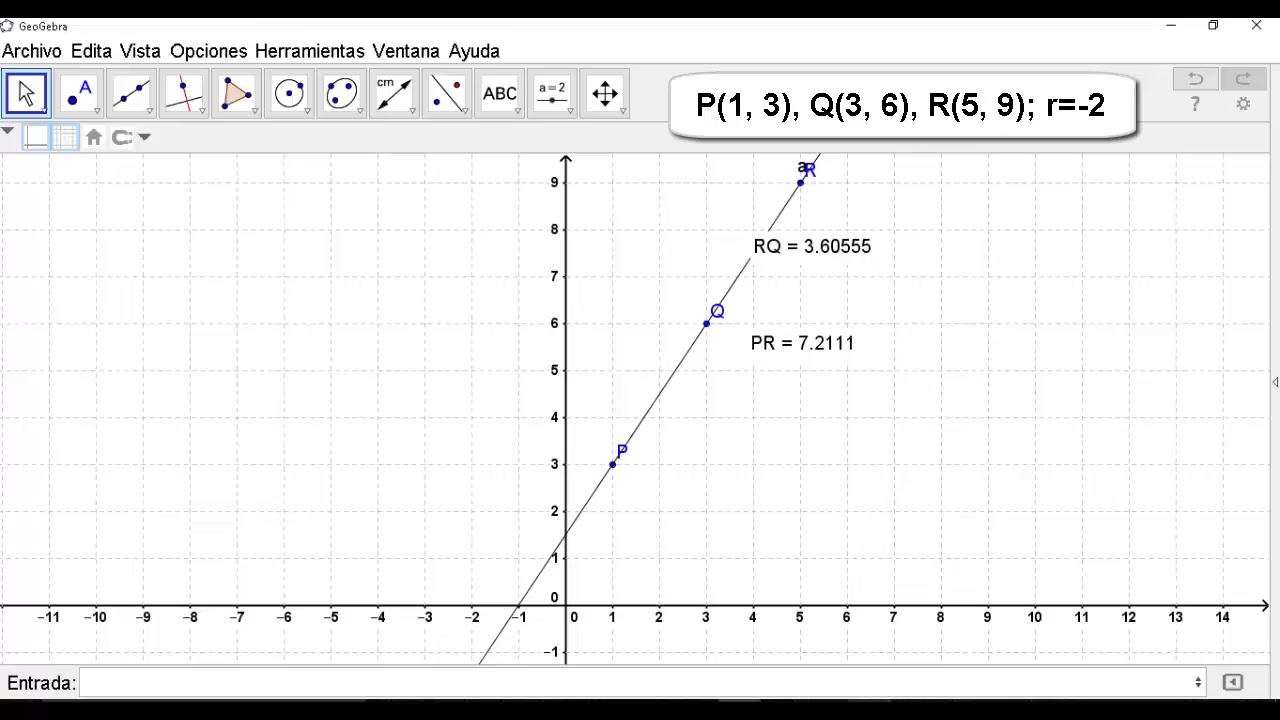 GeoGebra
Archivo Edita Vista Opciones Herramientas Ventana Ayuda
A
cm
ABC
a=2
P(1, 3), Q(3, 6), R(5, 9); r=-2
?
a
R
9
8
RQ = 3.60555
7
Q
6
PR = 7.2111
5
4
P
3
2
1
0
−11 −10 −9 −8 −7 −6 −5 −4 −3 −2 −1 0 1 2 3 4 5 6 7 8 9 10 11 12 13 14
−1
Entrada: